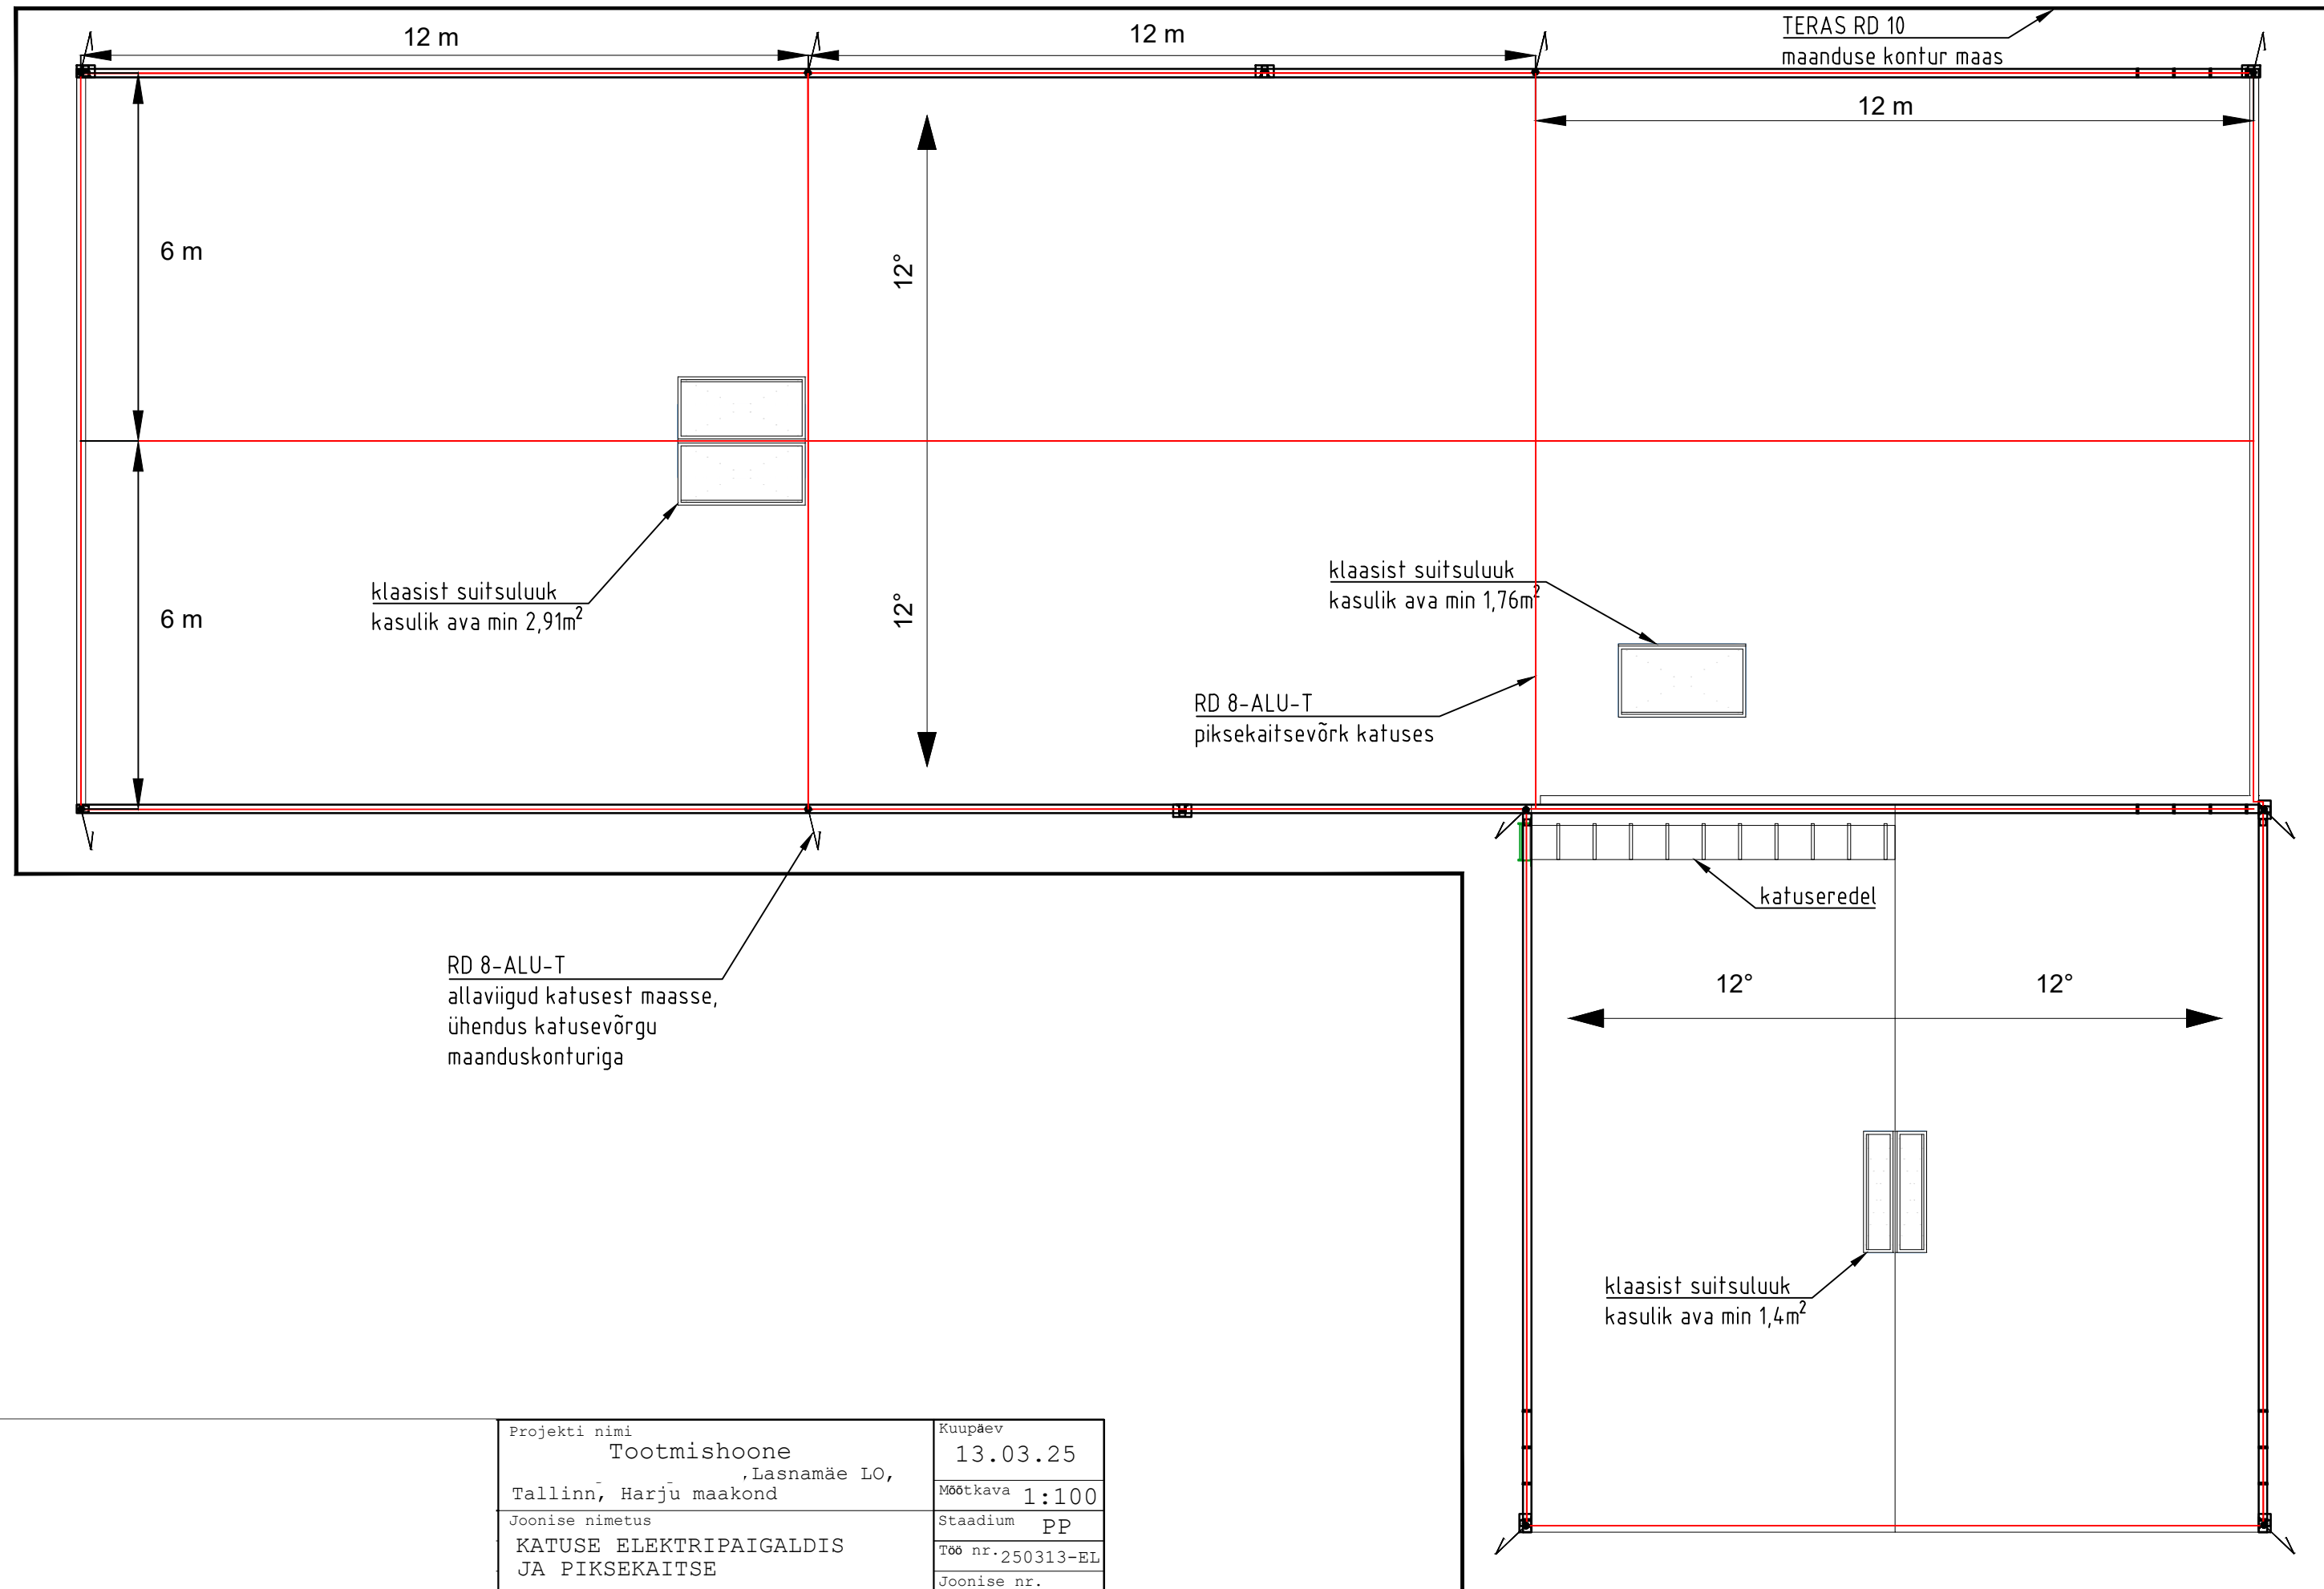 12 m
12 m
TERAS RD 10
maanduse kontur maas
12 m
6 m
12°
klaasist suitsuluuk
kasulik ava min 2,91m²
6 m
12°
klaasist suitsuluuk
kasulik ava min 1,76m²
RD 8-ALU-T
piksekaitsevõrk katuses
katuseredel
RD 8-ALU-T
allaviigud katusest maasse,
ühendus katusevõrgu
maanduskonturiga
12°
12°
klaasist suitsuluuk
kasulik ava min 1,4m²
Projekti nimi
Tootmishoone
,Lasnamäe LO,
Tallinn, Harju maakond
Kuupäev
13.03.25
Mõõtkava 1:100
Joonise nimetus
KATUSE ELEKTRIPAIGALDIS
JA PIKSEKAITSE
Staadium PP
Töö nr. 250313-EL
Joonise nr.